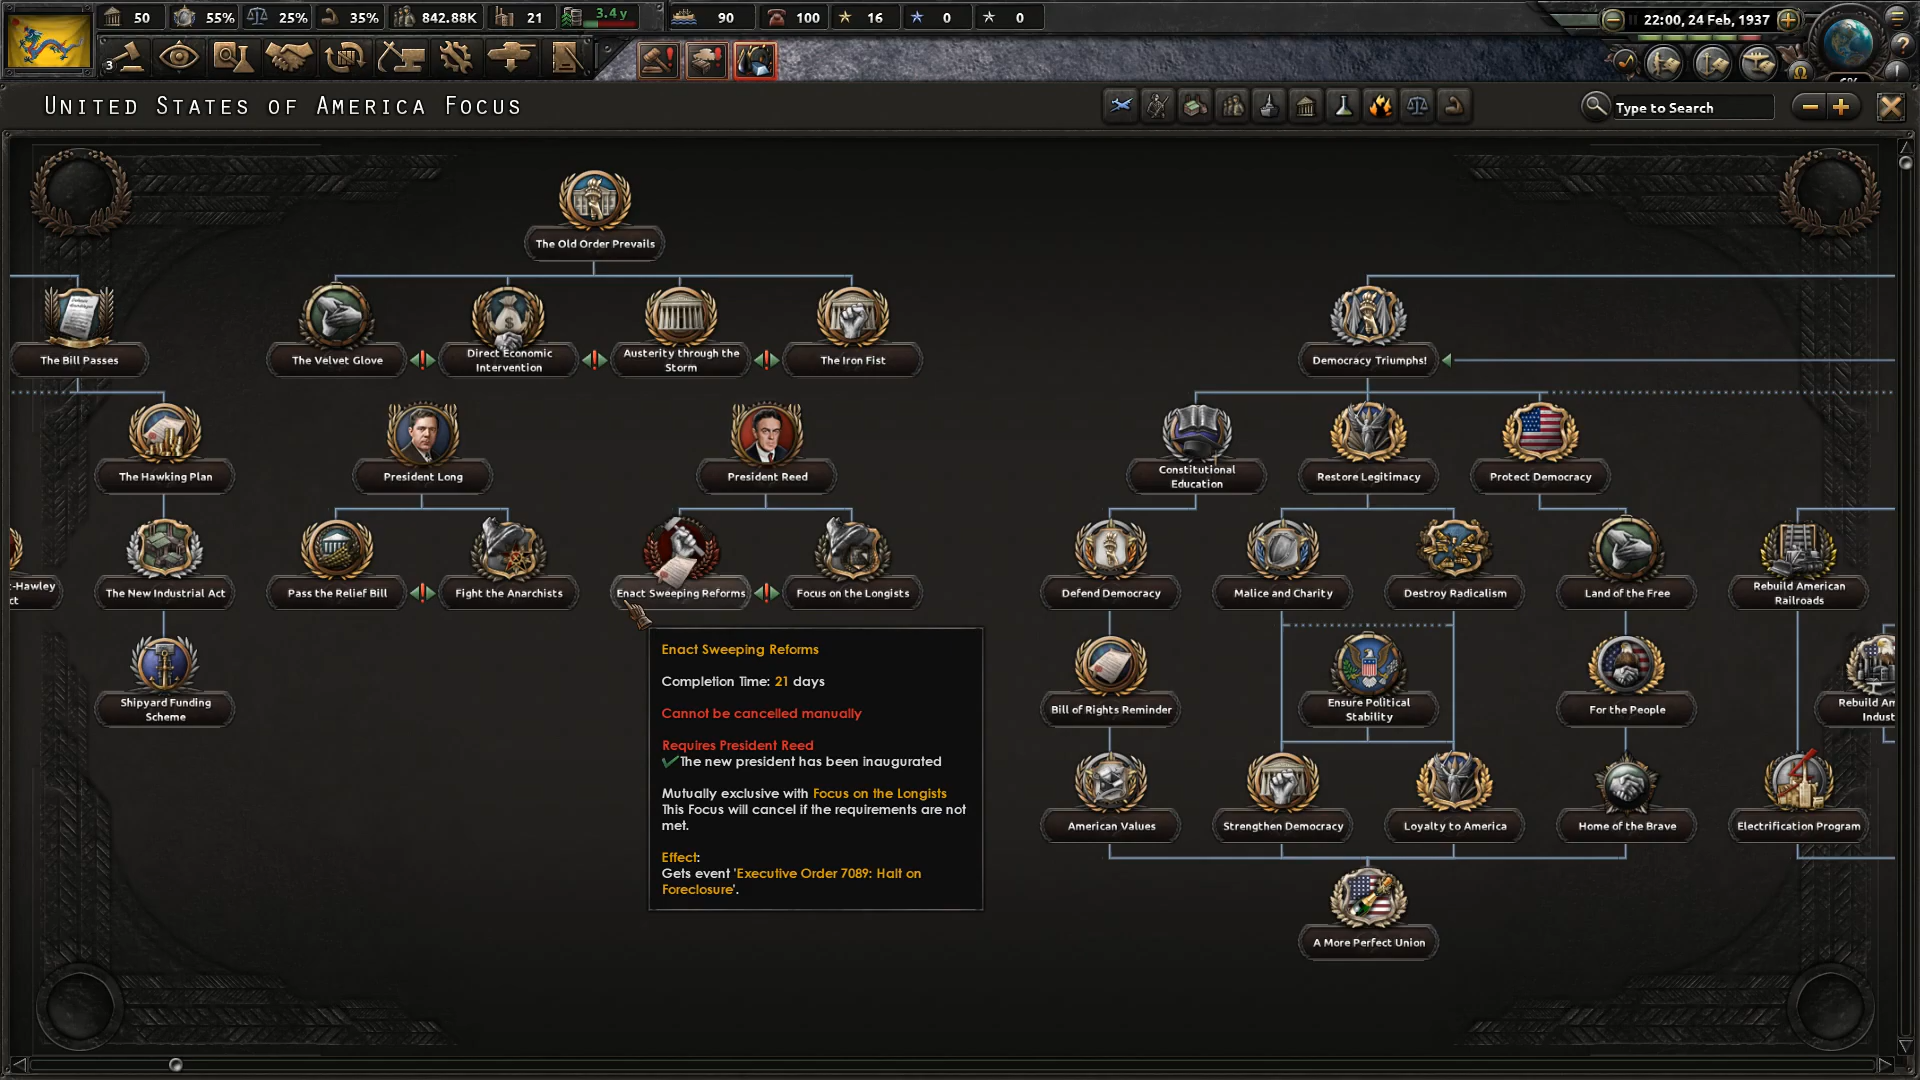 50
55%
25%
35%
842.88K
21
3.4 y
90
100
16
0
0
22:00, 24 Feb, 1937
3
United States of America Focus
Type to Search
The Old Order Prevails
The Bill Passes
The Velvet Glove
Direct Economic
Intervention
Austerity through the
Storm
The Iron Fist
Democracy Triumphs!
The Hawking Plan
President Long
President Reed
Constitutional
Education
Restore Legitimacy
Protect Democracy
-Hawley
ct
The New Industrial Act
Pass the Relief Bill
Fight the Anarchists
Enact Sweeping Reforms
Focus on the Longists
Defend Democracy
Malice and Charity
Destroy Radicalism
Land of the Free
Rebuild American
Railroads
Shipyard Funding
Scheme
Enact Sweeping Reforms
Completion Time: 21 days
Cannot be cancelled manually
Requires President Reed
The new president has been inaugurated
Mutually exclusive with Focus on the Longists
This Focus will cancel if the requirements are not
met.
Effect:
Gets event 'Executive Order 7089: Halt on
Foreclosure'.
Bill of Rights Reminder
Ensure Political
Stability
For the People
Rebuild Am
Indust
American Values
Strengthen Democracy
Loyalty to America
Home of the Brave
Electrification Program
A More Perfect Union